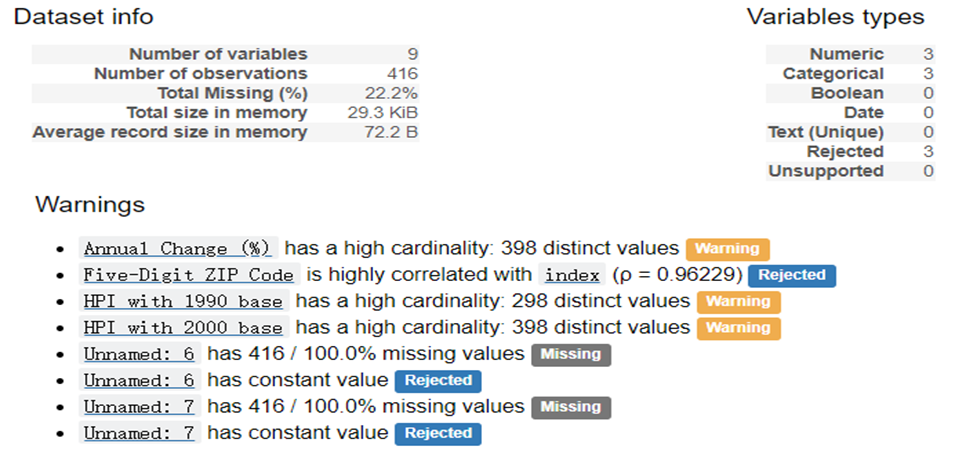 Dataset info
Number of variables 9
Number of observations 416
Total Missing (%) 22.2%
Total size in memory 29.3 KiB
Average record size in memory 72.2 B
Variables types
Numeric 3
Categorical 3
Boolean 0
Date 0
Text (Unique) 0
Rejected 3
Unsupported 0
Warnings
Annual Change (%) has a high cardinality: 398 distinct values Warning
Five-Digit ZIP Code is highly correlated with index (ρ = 0.96229) Rejected
HPI with 1990 base has a high cardinality: 298 distinct values Warning
HPI with 2000 base has a high cardinality: 398 distinct values Warning
Unnamed: 6 has 416 / 100.0% missing values Missing
Unnamed: 6 has constant value Rejected
Unnamed: 7 has 416 / 100.0% missing values Missing
Unnamed: 7 has constant value Rejected